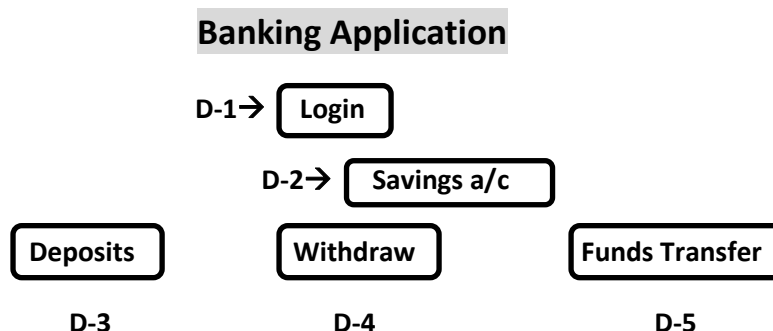 Banking Application
D-1→ Login
D-2→ Savings a/c
Deposits Withdraw Funds Transfer
D-3 D-4 D-5